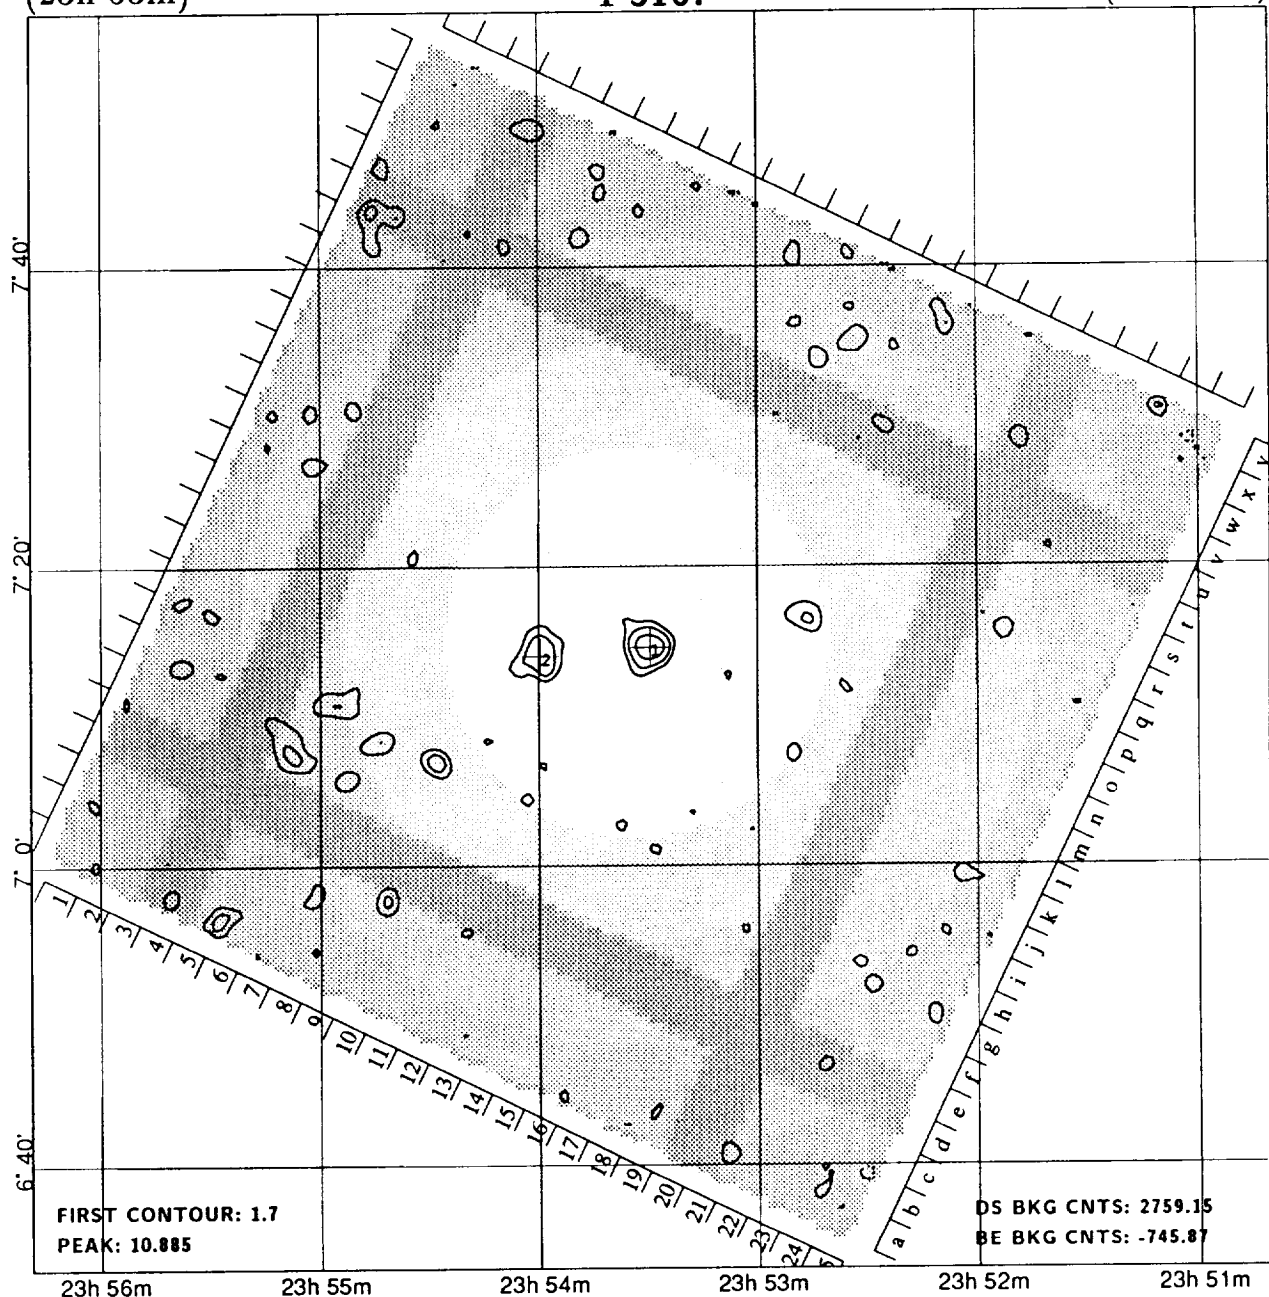 7° 40'
7° 20'
7° 0'
6° 40'
2
1
1 2 3 4 5 6 7 8 9 10 11 12 13 14 15 16 17 18 19 20 21 22 23 24
a b c d e f g h i j k l m n o p q r s t u v w x y
FIRST CONTOUR: 1.7
PEAK: 10.885
DS BKG CNTS: 2759.15
BE BKG CNTS: -745.87
23h 56m 23h 55m 23h 54m 23h 53m 23h 52m 23h 51m